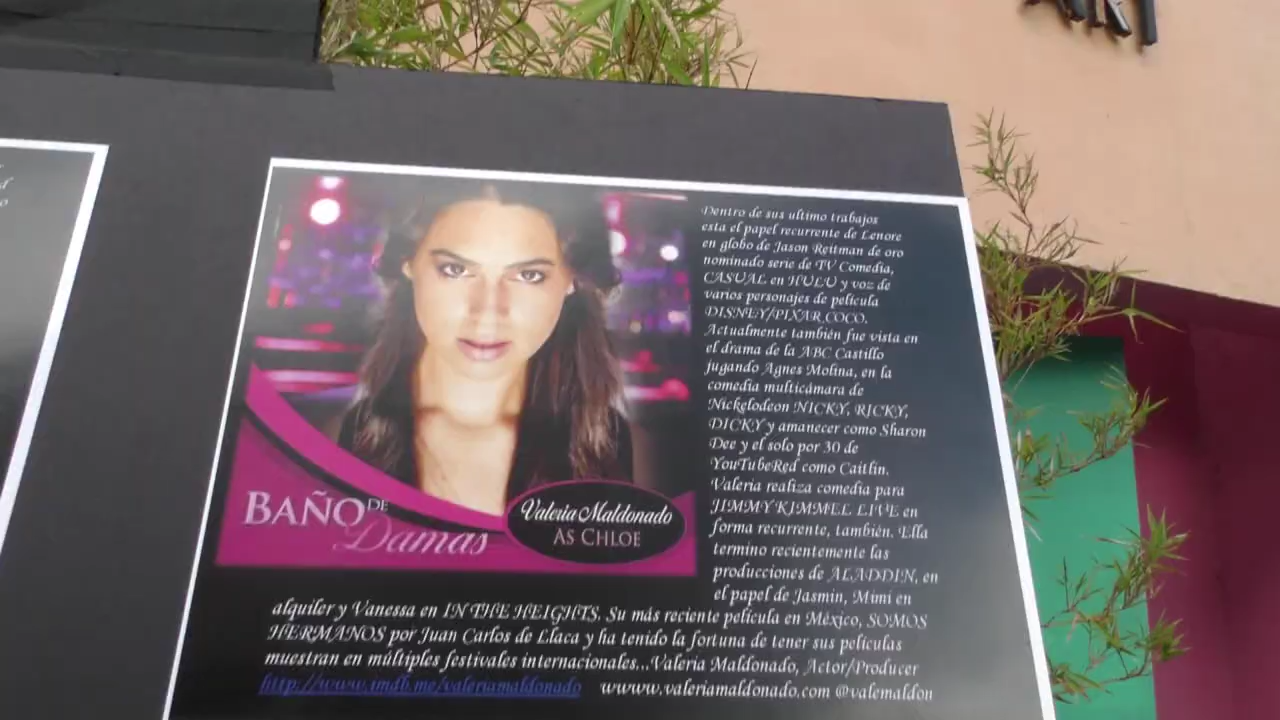 BAÑO DE
Damas
Valeria Maldonado
AS CHLOE
Dentro de sus ultimo trabajos
esta el papel recurrente de Lenore
en globo de Jason Reitman de oro
nominado serie de TV Comedia,
CASUAL en HULU y voz de
varios personajes de película
DISNEY/PIXAR COCO.
Actualmente también fue vista en
el drama de la ABC Castillo
jugando Agnes Molina, en la
comedia multicámara de
Nickelodeon NICKY, RICKY,
DICKY y amanecer como Sharon
Dee y el solo por 30 de
YouTubeRed como Caitlin.
Valeria realiza comedia para
JIMMY KIMMEL LIVE en
forma recurrente, también. Ella
termino recientemente las
producciones de ALADDIN, en
el papel de Jasmin, Mimi en
alquiler y Vanessa en IN THE HEIGHTS. Su más reciente película en México, SOMOS
HERMANOS por Juan Carlos de Llaca y ha tenido la fortuna de tener sus películas
muestran en múltiples festivales internacionales...Valeria Maldonado, Actor/Producer
http://www.imdb.me/valeriamaldonado wwww.valeriamaldonado.com @valemaldon